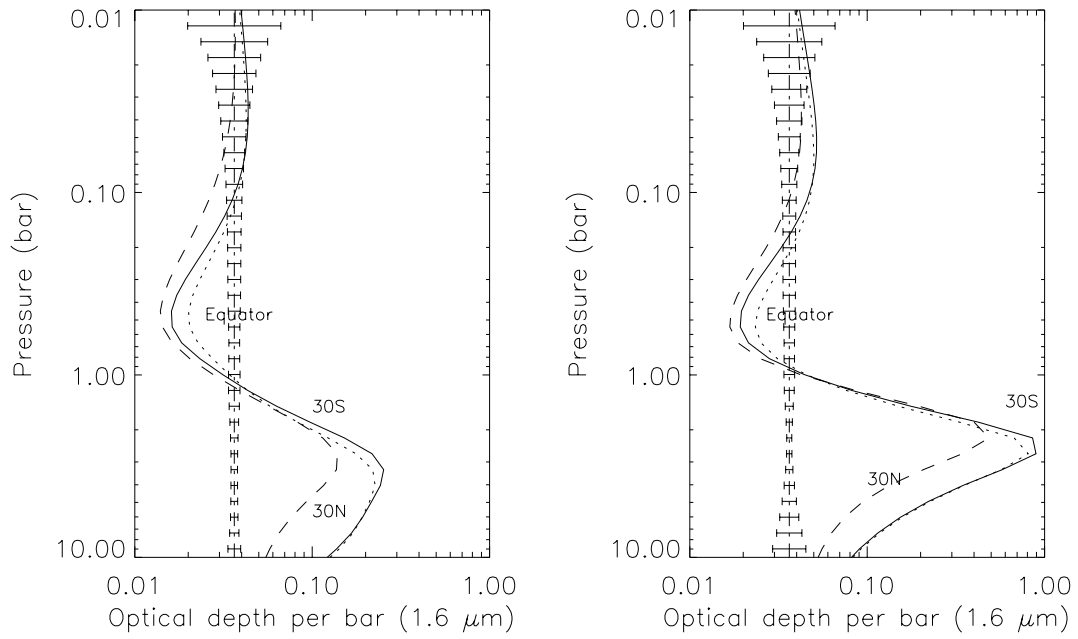 0.01
0.10
1.00
10.00
Pressure (bar)
Equator
30S
30N
0.01
0.10
1.00
Optical depth per bar (1.6 μm)
0.01
0.10
1.00
10.00
Pressure (bar)
Equator
30S
30N
0.01
0.10
1.00
Optical depth per bar (1.6 μm)